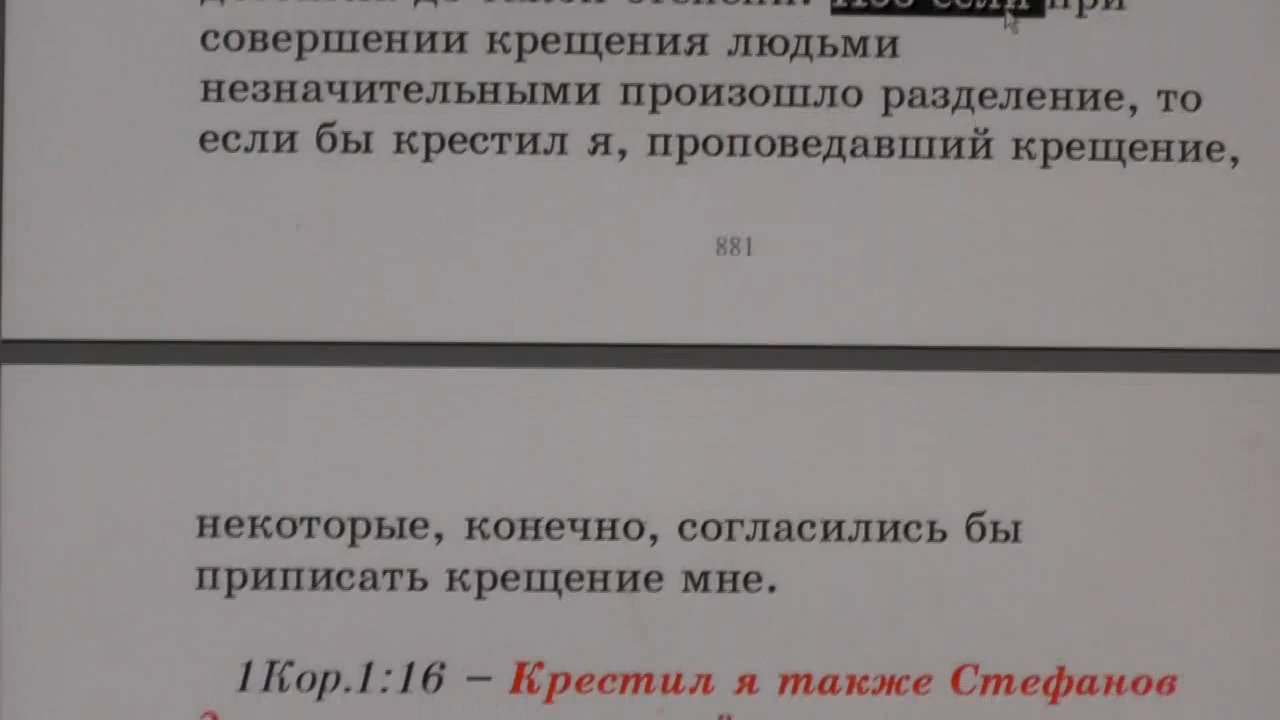 при
совершении крещения людьми
незначительными произошло разделение, то
если бы крестил я, проповедавший крещение,
881
некоторые, конечно, согласились бы
приписать крещение мне.
1Кор.1:16 – Крестил я также Стефанов